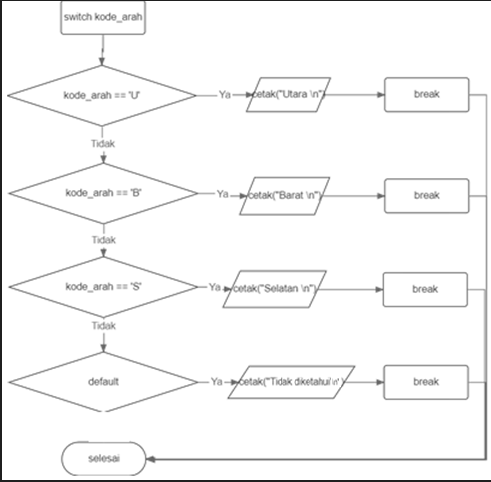 switch kode_arah
kode_arah == 'U'
Ya
cetak("Utara \n")
break
Tidak
kode_arah == 'B'
Ya
cetak("Barat \n")
break
Tidak
kode_arah == 'S'
Ya
cetak("Selatan \n")
break
Tidak
default
Ya
cetak("Tidak diketahui \n"
break
selesai